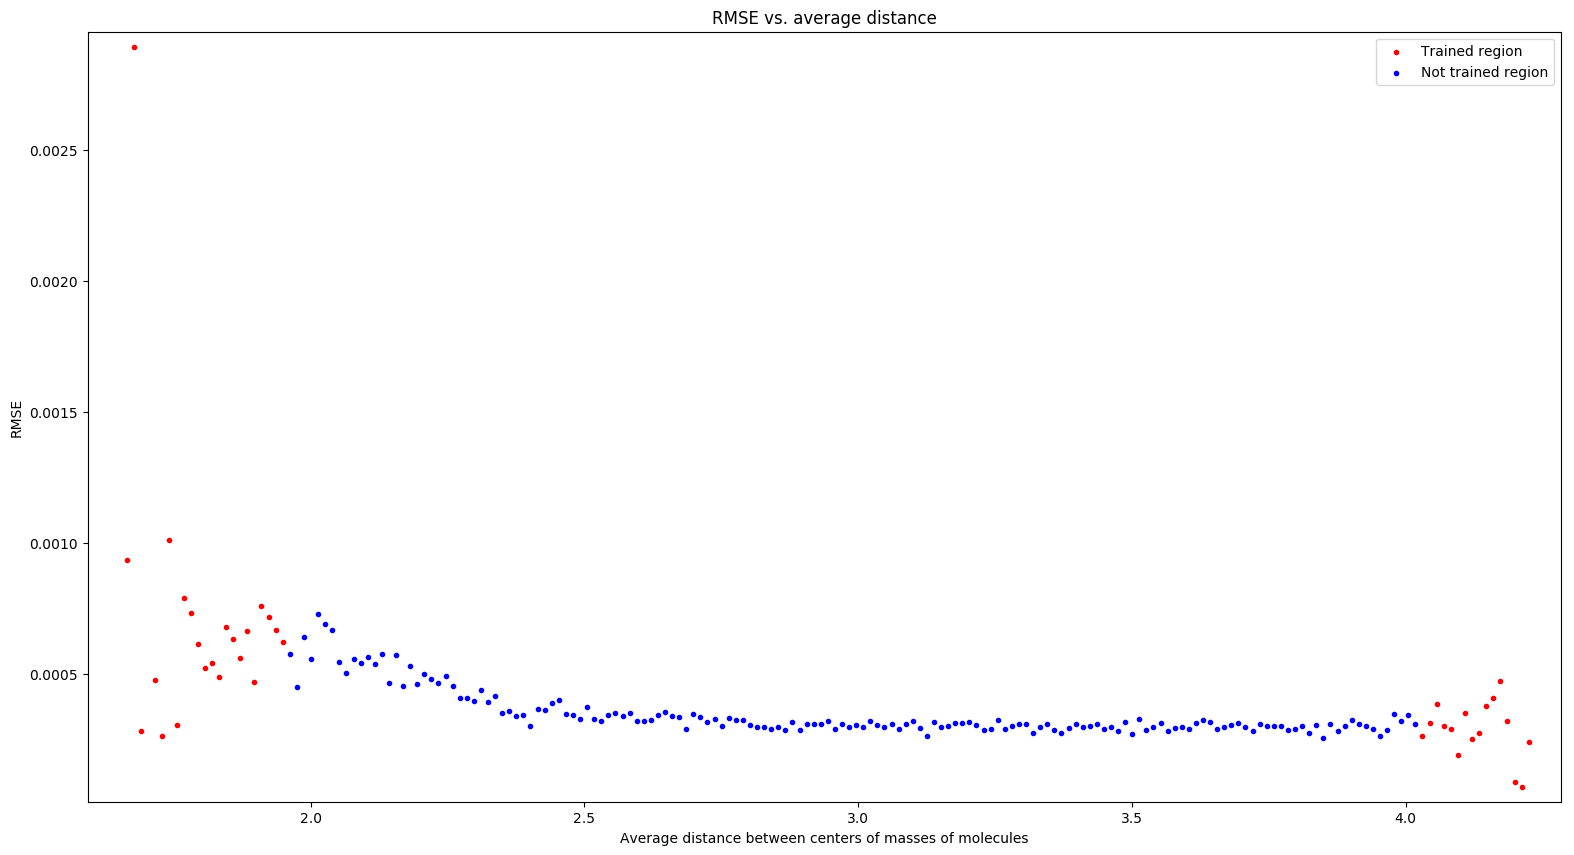 RMSE vs. average distance
Trained region
Not trained region
0.0025
0.0020
0.0015
0.0010
0.0005
RMSE
2.0 2.5 3.0 3.5 4.0
Average distance between centers of masses of molecules